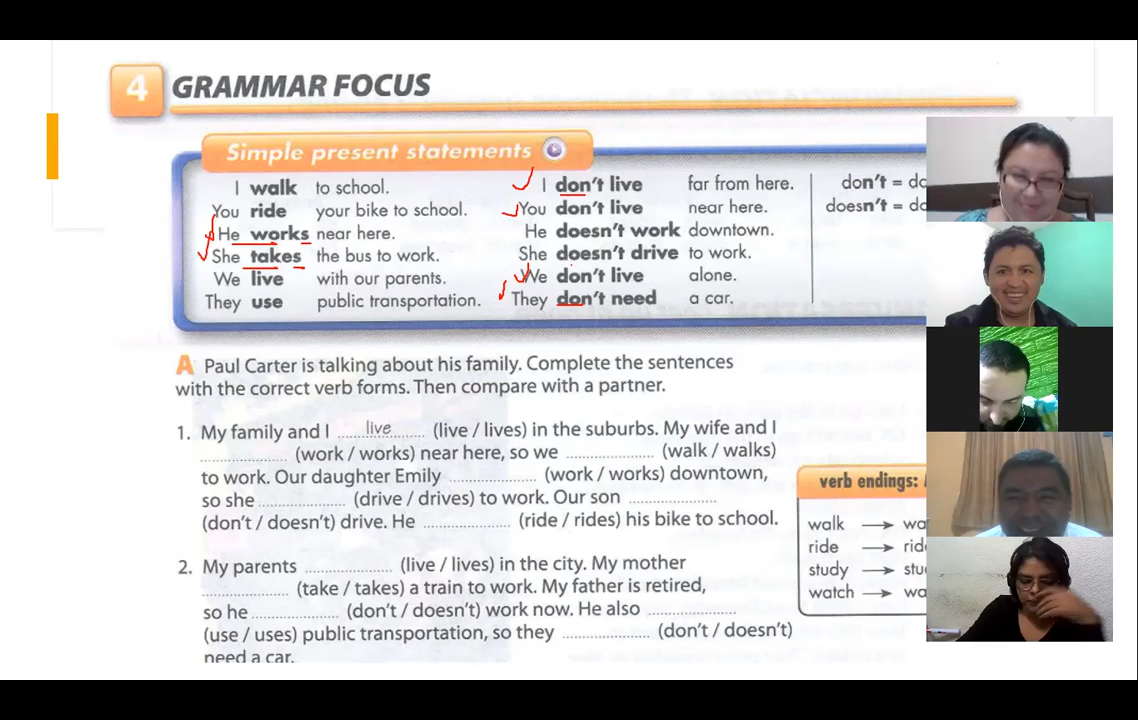 4 GRAMMAR FOCUS
Simple present statements
I walk to school.
You ride your bike to school.
He works near here.
She takes the bus to work.
We live with our parents.
They use public transportation.
I don't live far from here.
You don't live near here.
He doesn't work downtown.
She doesn't drive to work.
We don't live alone.
They don't need a car.
don't = do
doesn't = do
A Paul Carter is talking about his family. Complete the sentences
with the correct verb forms. Then compare with a partner.
1. My family and I live (live / lives) in the suburbs. My wife and I
(work / works) near here, so we (walk / walks)
to work. Our daughter Emily (work / works) downtown,
so she (drive / drives) to work. Our son
(don't / doesn't) drive. He (ride / rides) his bike to school.
2. My parents (live / lives) in the city. My mother
(take / takes) a train to work. My father is retired,
so he (don't / doesn't) work now. He also
(use / uses) public transportation, so they (don't / doesn't)
need a car.
verb endings:
walk → wa
ride → rid
study → stu
watch → wa